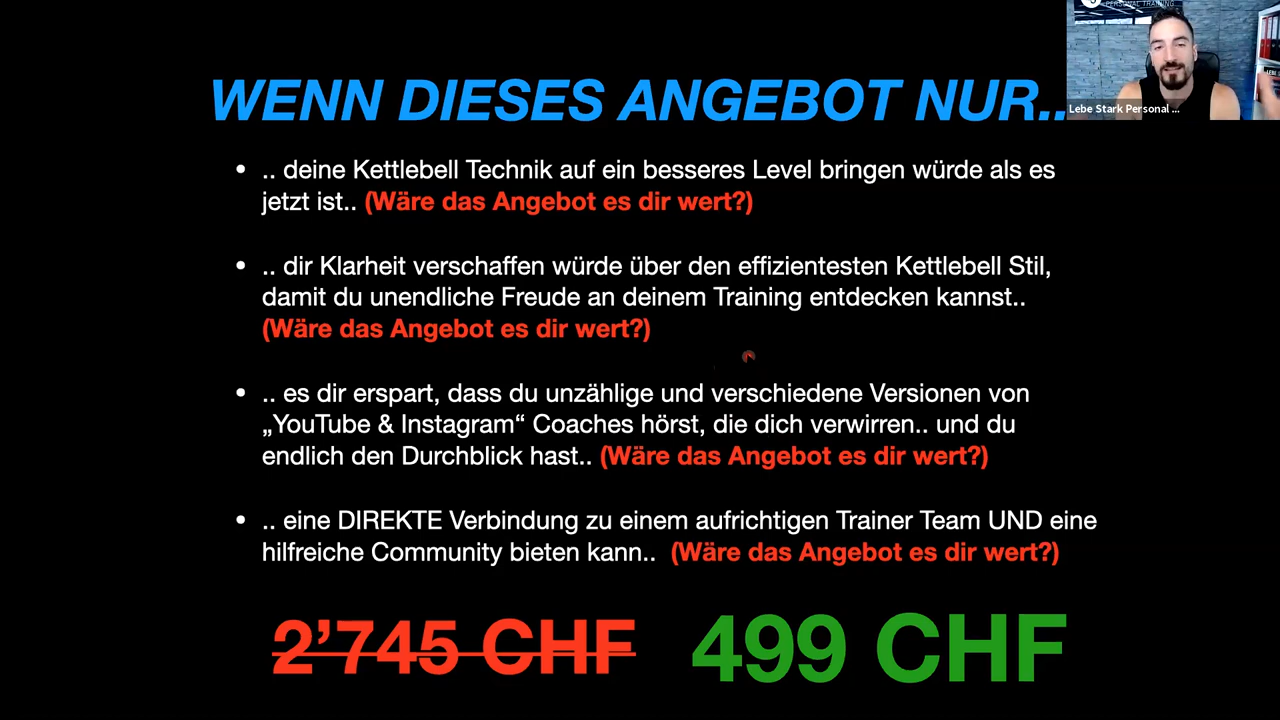 PERSONAL TRAINING
Lebe Stark Personal ...
WENN DIESES ANGEBOT NUR..
• .. deine Kettlebell Technik auf ein besseres Level bringen würde als es
jetzt ist.. (Wäre das Angebot es dir wert?)
• .. dir Klarheit verschaffen würde über den effizientesten Kettlebell Stil,
damit du unendliche Freude an deinem Training entdecken kannst..
(Wäre das Angebot es dir wert?)
• .. es dir erspart, dass du unzählige und verschiedene Versionen von
„YouTube & Instagram“ Coaches hörst, die dich verwirren.. und du
endlich den Durchblick hast.. (Wäre das Angebot es dir wert?)
• .. eine DIREKTE Verbindung zu einem aufrichtigen Trainer Team UND eine
hilfreiche Community bieten kann.. (Wäre das Angebot es dir wert?)
2’745 CHF 499 CHF